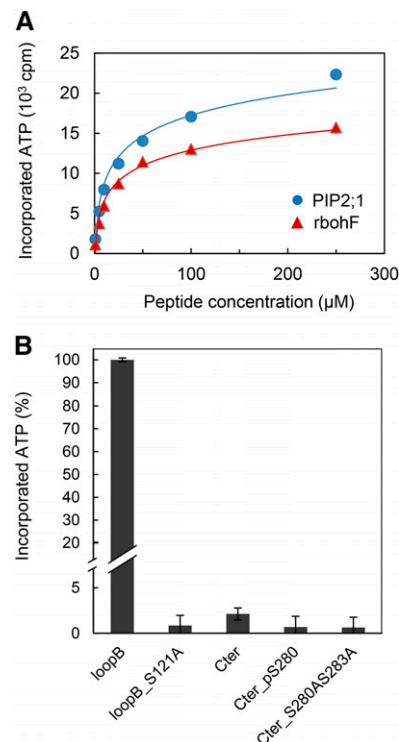 A
Incorporated ATP (10³ cpm)
25
20
15
10
5
0
PIP2;1
rbohF
0
100
200
300
Peptide concentration (µM)
B
Incorporated ATP (%)
100
90
80
70
60
50
40
30
20
5
0
loopB
loopB_S121A
Cter
Cter_pS280
Cter_S280AS283A